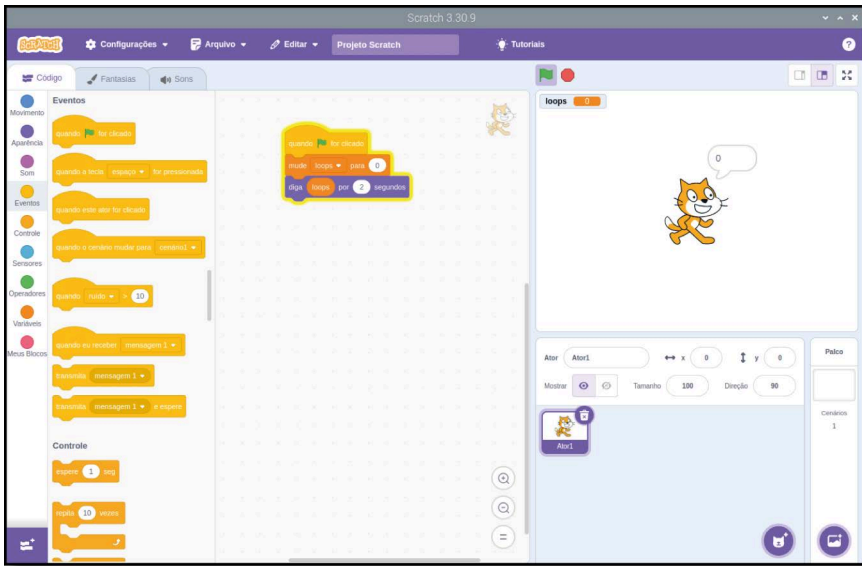 Scratch 3.30.9
SCRATCH
Configurações
Arquivo
Editar
Projeto Scratch
Tutoriais
?
Código
Fantasias
Sons
Movimento
Aparência
Som
Eventos
Controle
Sensores
Operadores
Variáveis
Meus Blocos
Eventos
quando for clicado
quando a tecla espaço for pressionada
quando este ator for clicado
quando o cenário mudar para cenário1
quando ruído > 10
quando eu receber mensagem 1
transmita mensagem 1
transmita mensagem 1 e espere
Controle
espere 1 seg
repita 10 vezes
quando for clicado
mude loops para 0
diga loops por 2 segundos
loops 0
0
Ator Ator1 x 0 y 0
Mostrar Tamanho 100 Direção 90
Ator1
Palco
Cenários
1